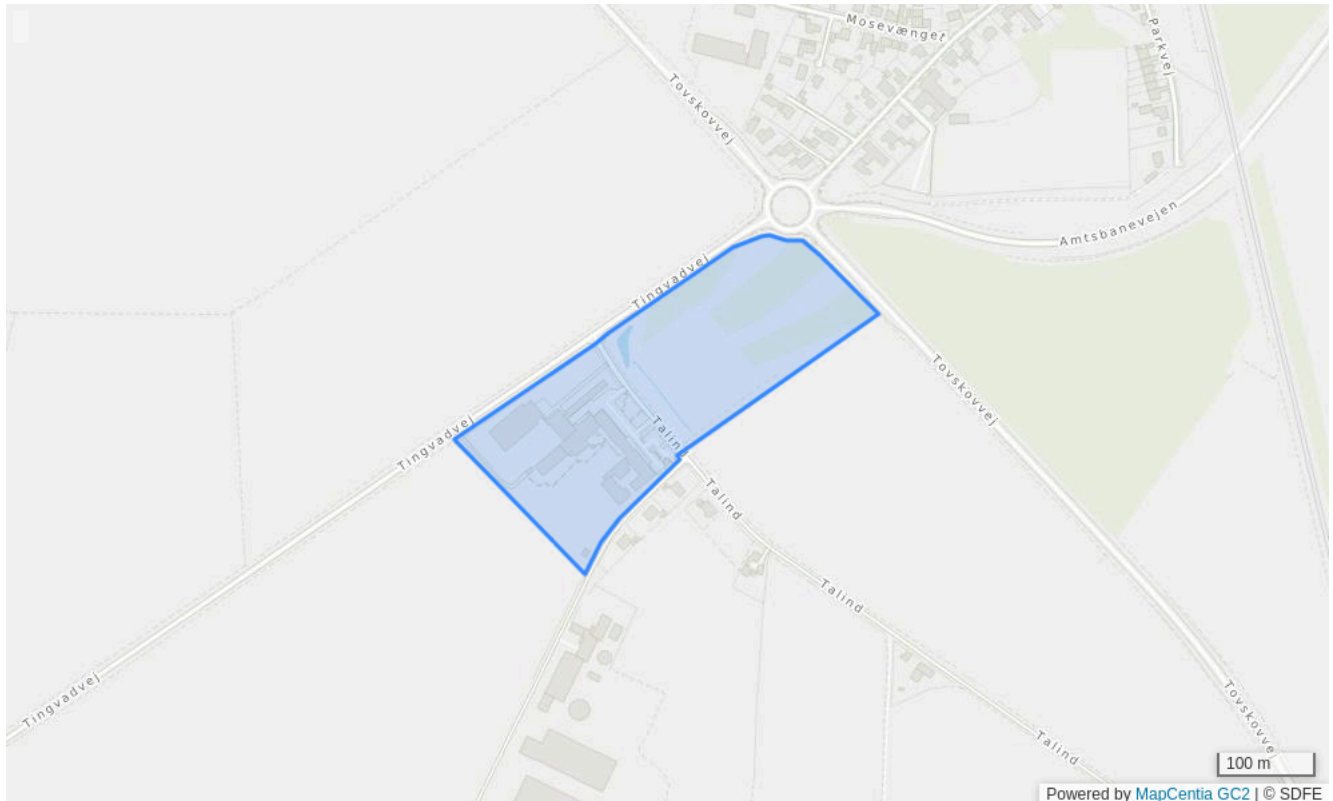 Mosevænget
Parkvej
Tovskovvej
Amtsbanevejen
Tingvadvej
Tovskovvej
Tingvadvej
Talind
Talind
Talind
Tingvadvej
Tovskovvej
Talind
100 m
Powered by MapCentia GC2 | © SDFE